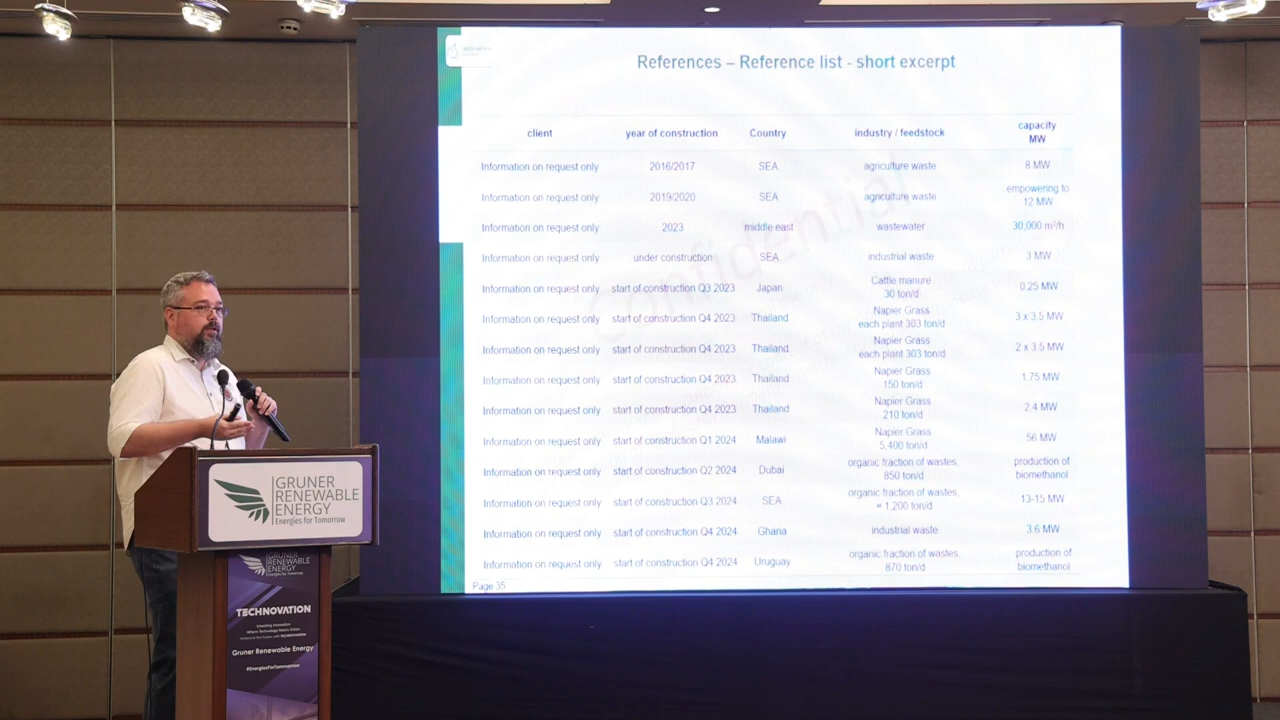 References – Reference list - short excerpt
client year of construction Country industry / feedstock capacity MW
Information on request only 2016/2017 SEA agriculture waste 8 MW
Information on request only 2019/2020 SEA agriculture waste empowering to 12 MW
Information on request only 2023 middle east wastewater 30,000 m³/h
Information on request only under construction SEA industrial waste 3 MW
Information on request only start of construction Q3 2023 Japan Cattle manure 30 ton/d 0.25 MW
Information on request only start of construction Q4 2023 Thailand Napier Grass each plant 303 ton/d 3 x 3.5 MW
Information on request only start of construction Q4 2023 Thailand Napier Grass each plant 303 ton/d 2 x 3.5 MW
Information on request only start of construction Q4 2023 Thailand Napier Grass 150 ton/d 1.75 MW
Information on request only start of construction Q4 2023 Thailand Napier Grass 210 ton/d 2.4 MW
Information on request only start of construction Q1 2024 Malawi Napier Grass 5,400 ton/d 56 MW
Information on request only start of construction Q2 2024 Dubai organic fraction of wastes, 850 ton/d production of biomethanol
Information on request only start of construction Q3 2024 SEA organic fraction of wastes, = 1,200 ton/d 13-15 MW
Information on request only start of construction Q4 2024 Ghana industrial waste 3.6 MW
Information on request only start of construction Q4 2024 Uruguay organic fraction of wastes, 870 ton/d production of biomethanol
Page 35
Confidential
GRUNER
RENEWABLE
ENERGY
Energies for Tomorrow
GRUNER
RENEWABLE
ENERGY
Energies for Tomorrow
TECHNOVATION
Unveiling Innovation
Where Technology Meets Vision
Gruner Renewable Energy
#EnergiesForTommorrow